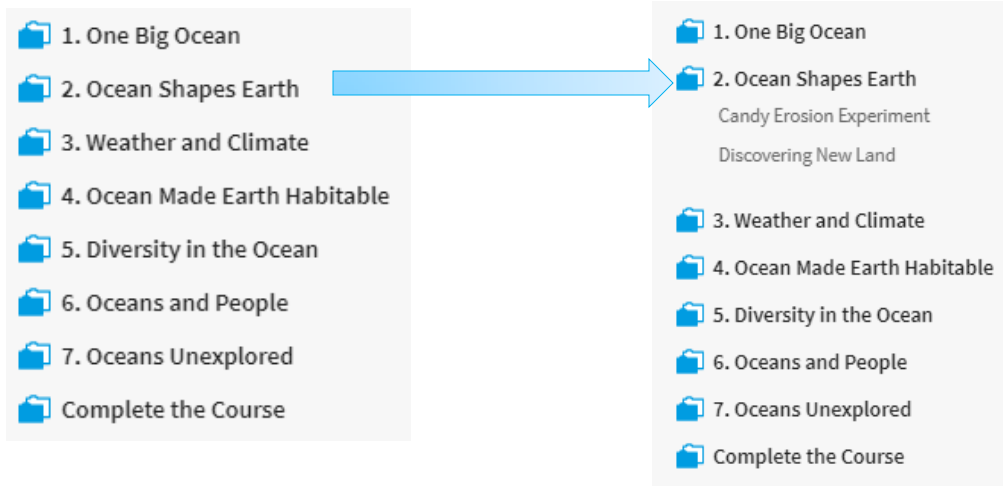 1. One Big Ocean
2. Ocean Shapes Earth
3. Weather and Climate
4. Ocean Made Earth Habitable
5. Diversity in the Ocean
6. Oceans and People
7. Oceans Unexplored
Complete the Course
1. One Big Ocean
2. Ocean Shapes Earth
Candy Erosion Experiment
Discovering New Land
3. Weather and Climate
4. Ocean Made Earth Habitable
5. Diversity in the Ocean
6. Oceans and People
7. Oceans Unexplored
Complete the Course